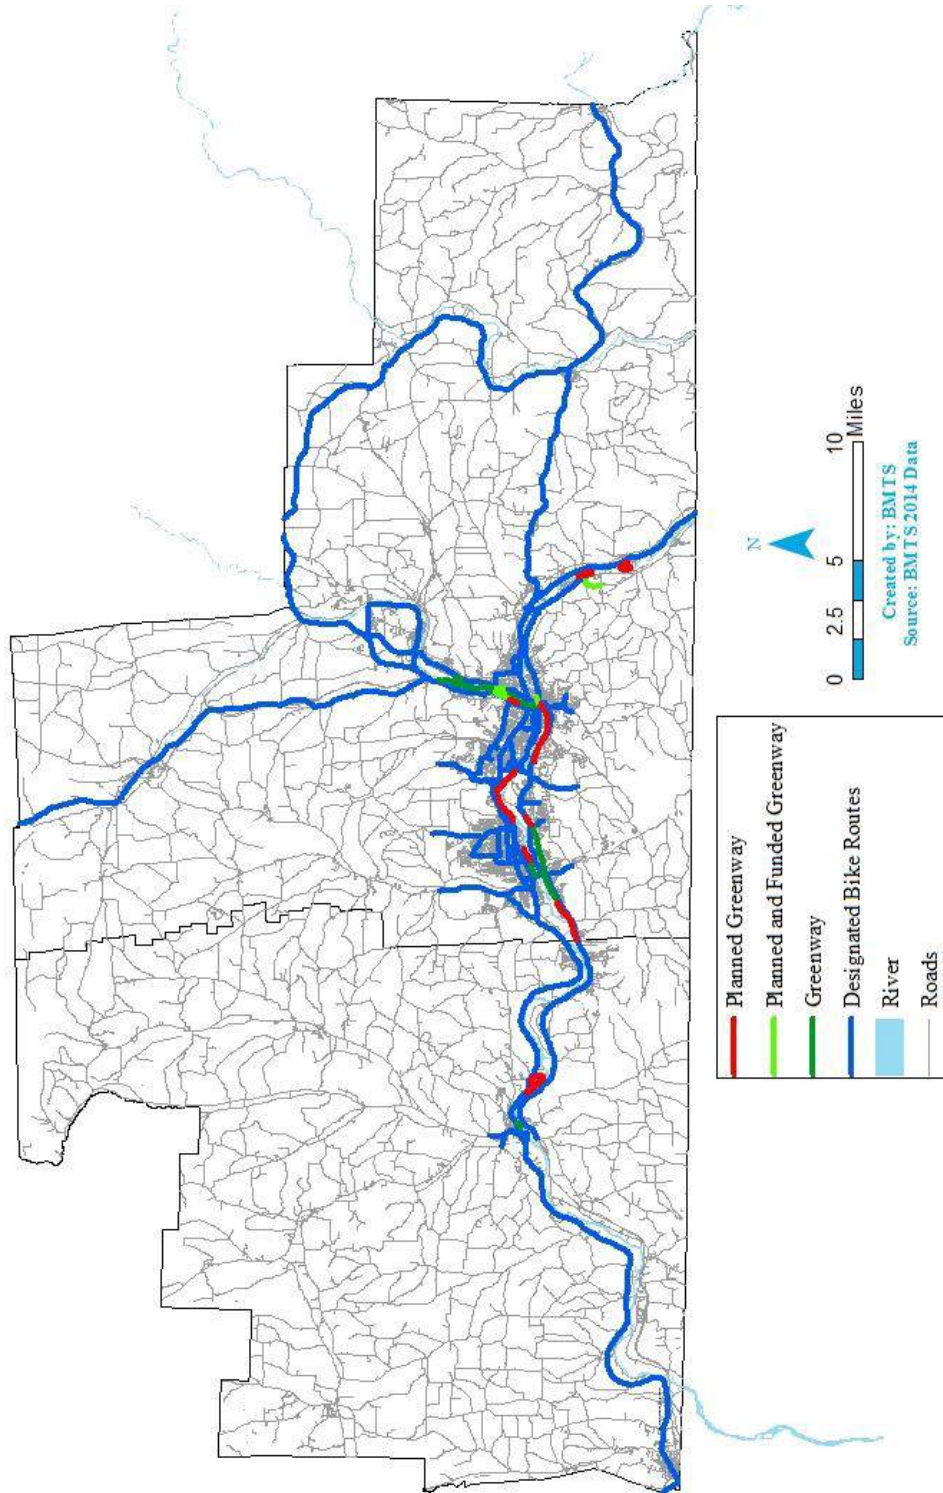 N
0 2.5 5 10
Miles
Created by: BMTS
Source: BMTS 2014 Data
Planned Greenway
Planned and Funded Greenway
Greenway
Designated Bike Routes
River
Roads